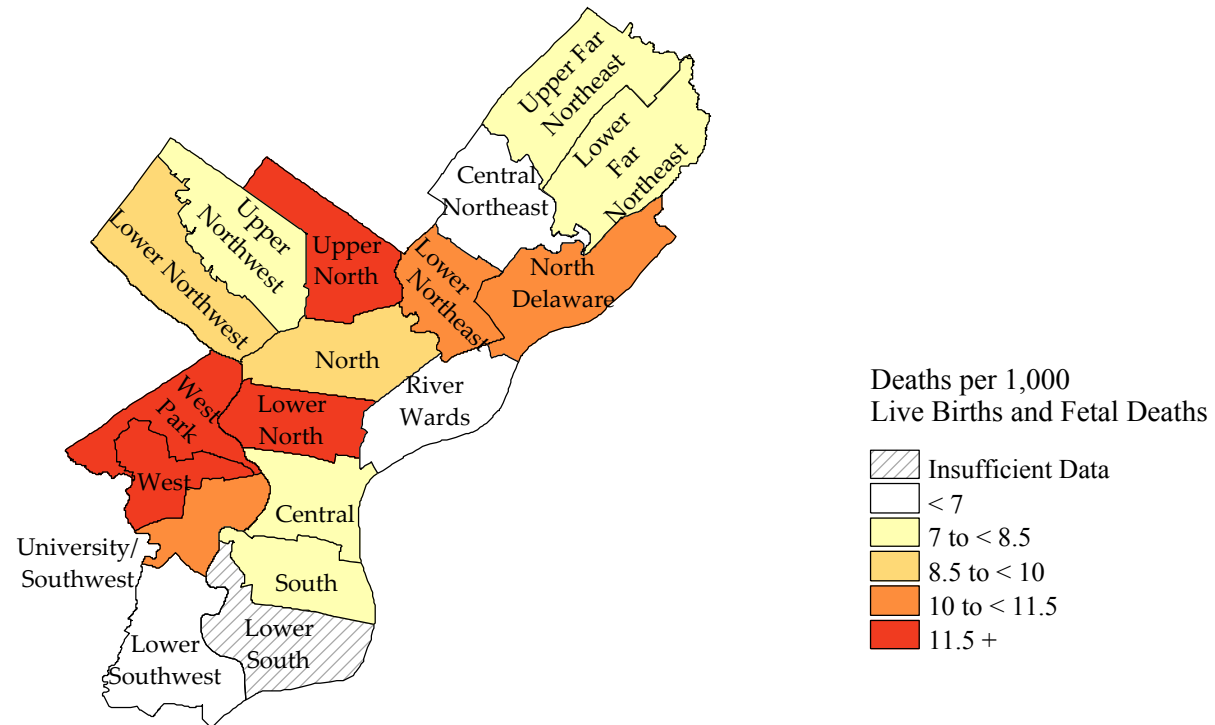 Upper Far
Northeast
Lower
Far
Northeast
Central
Northeast
Upper
Northwest
Lower Northwest
Upper
North
Lower
Northeast
North
Delaware
North
River
Wards
West
Park
Lower
North
West
Central
University/
Southwest
South
Lower
South
Lower
Southwest
Deaths per 1,000
Live Births and Fetal Deaths
Insufficient Data
< 7
7 to < 8.5
8.5 to < 10
10 to < 11.5
11.5 +